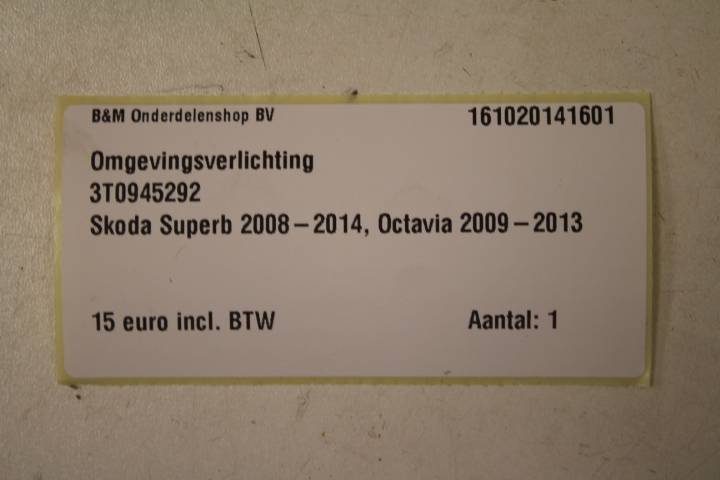 B&M Onderdelenshop BV 161020141601
Omgevingsverlichting
3T0945292
Skoda Superb 2008–2014, Octavia 2009–2013
15 euro incl. BTW Aantal: 1